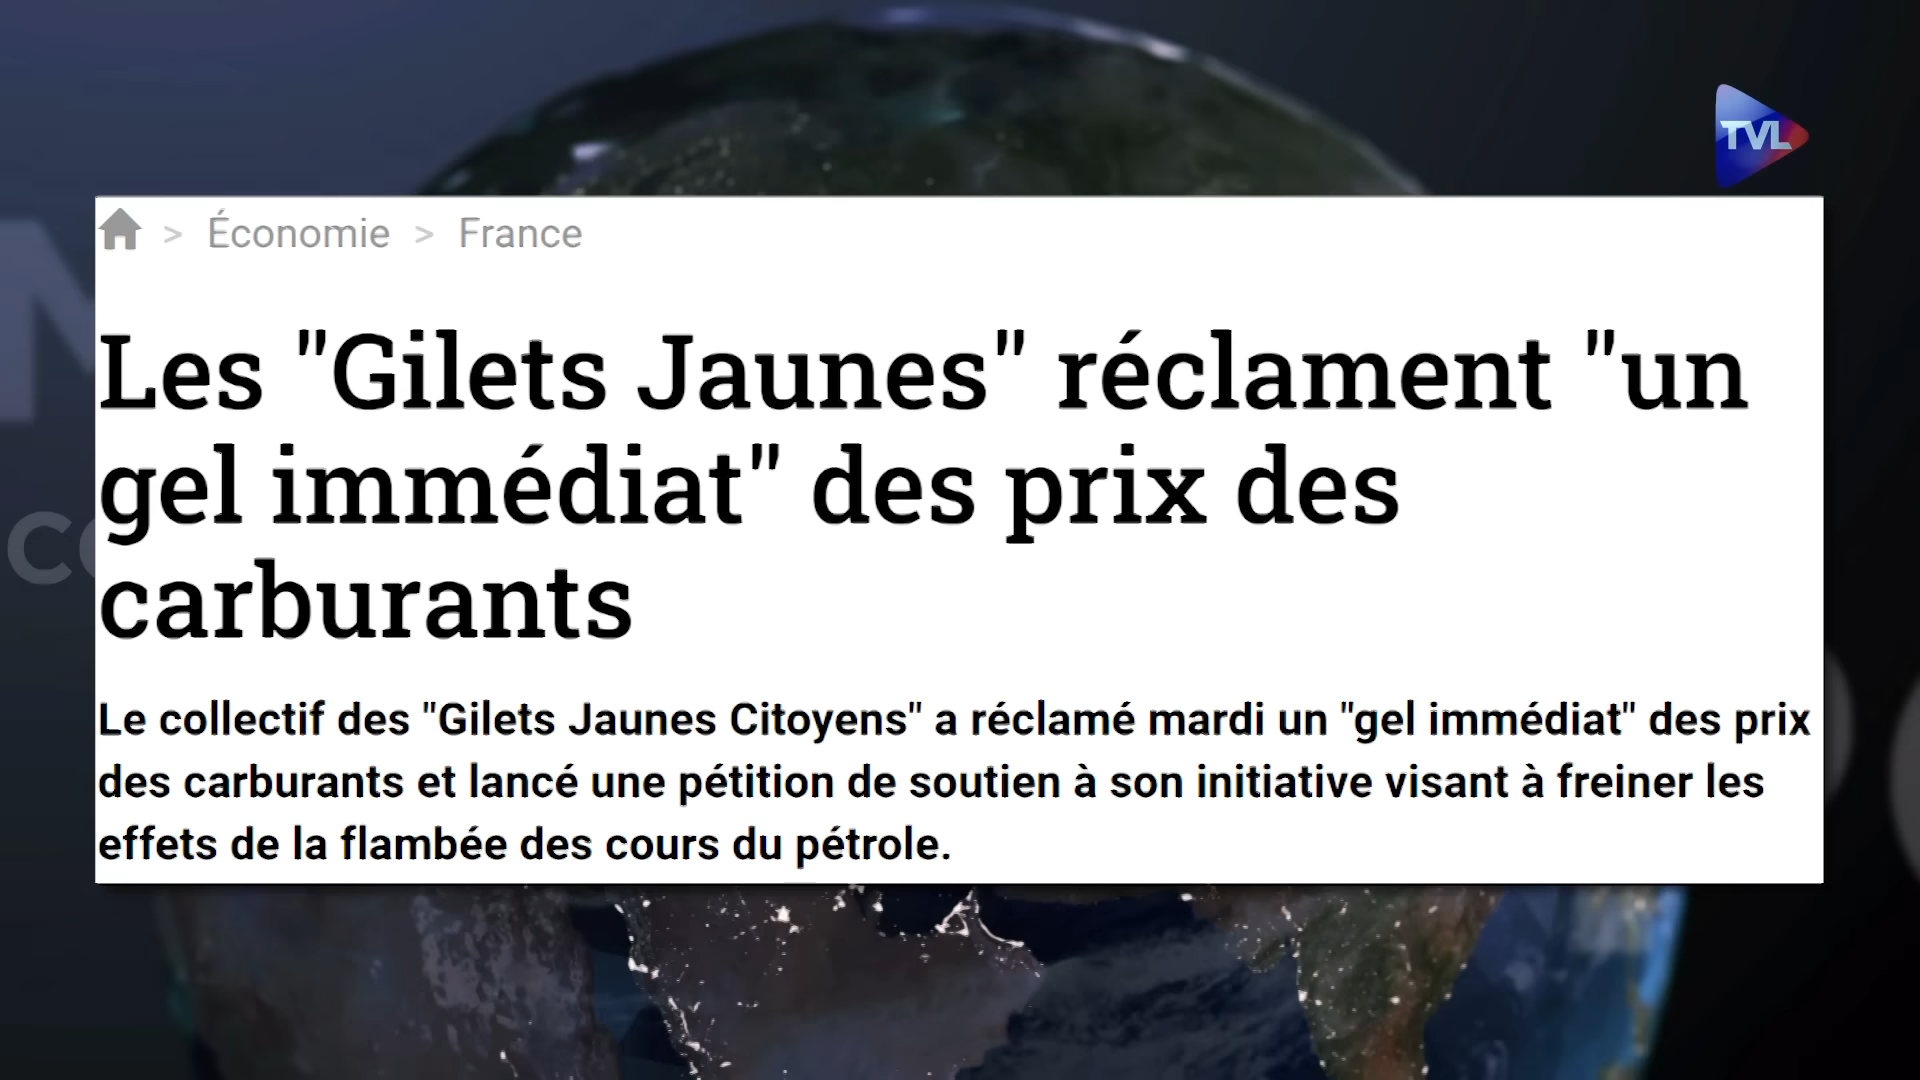 TVL
> Économie > France
Les "Gilets Jaunes" réclament "un
gel immédiat" des prix des
carburants
Le collectif des "Gilets Jaunes Citoyens" a réclamé mardi un "gel immédiat" des prix
des carburants et lancé une pétition de soutien à son initiative visant à freiner les
effets de la flambée des cours du pétrole.